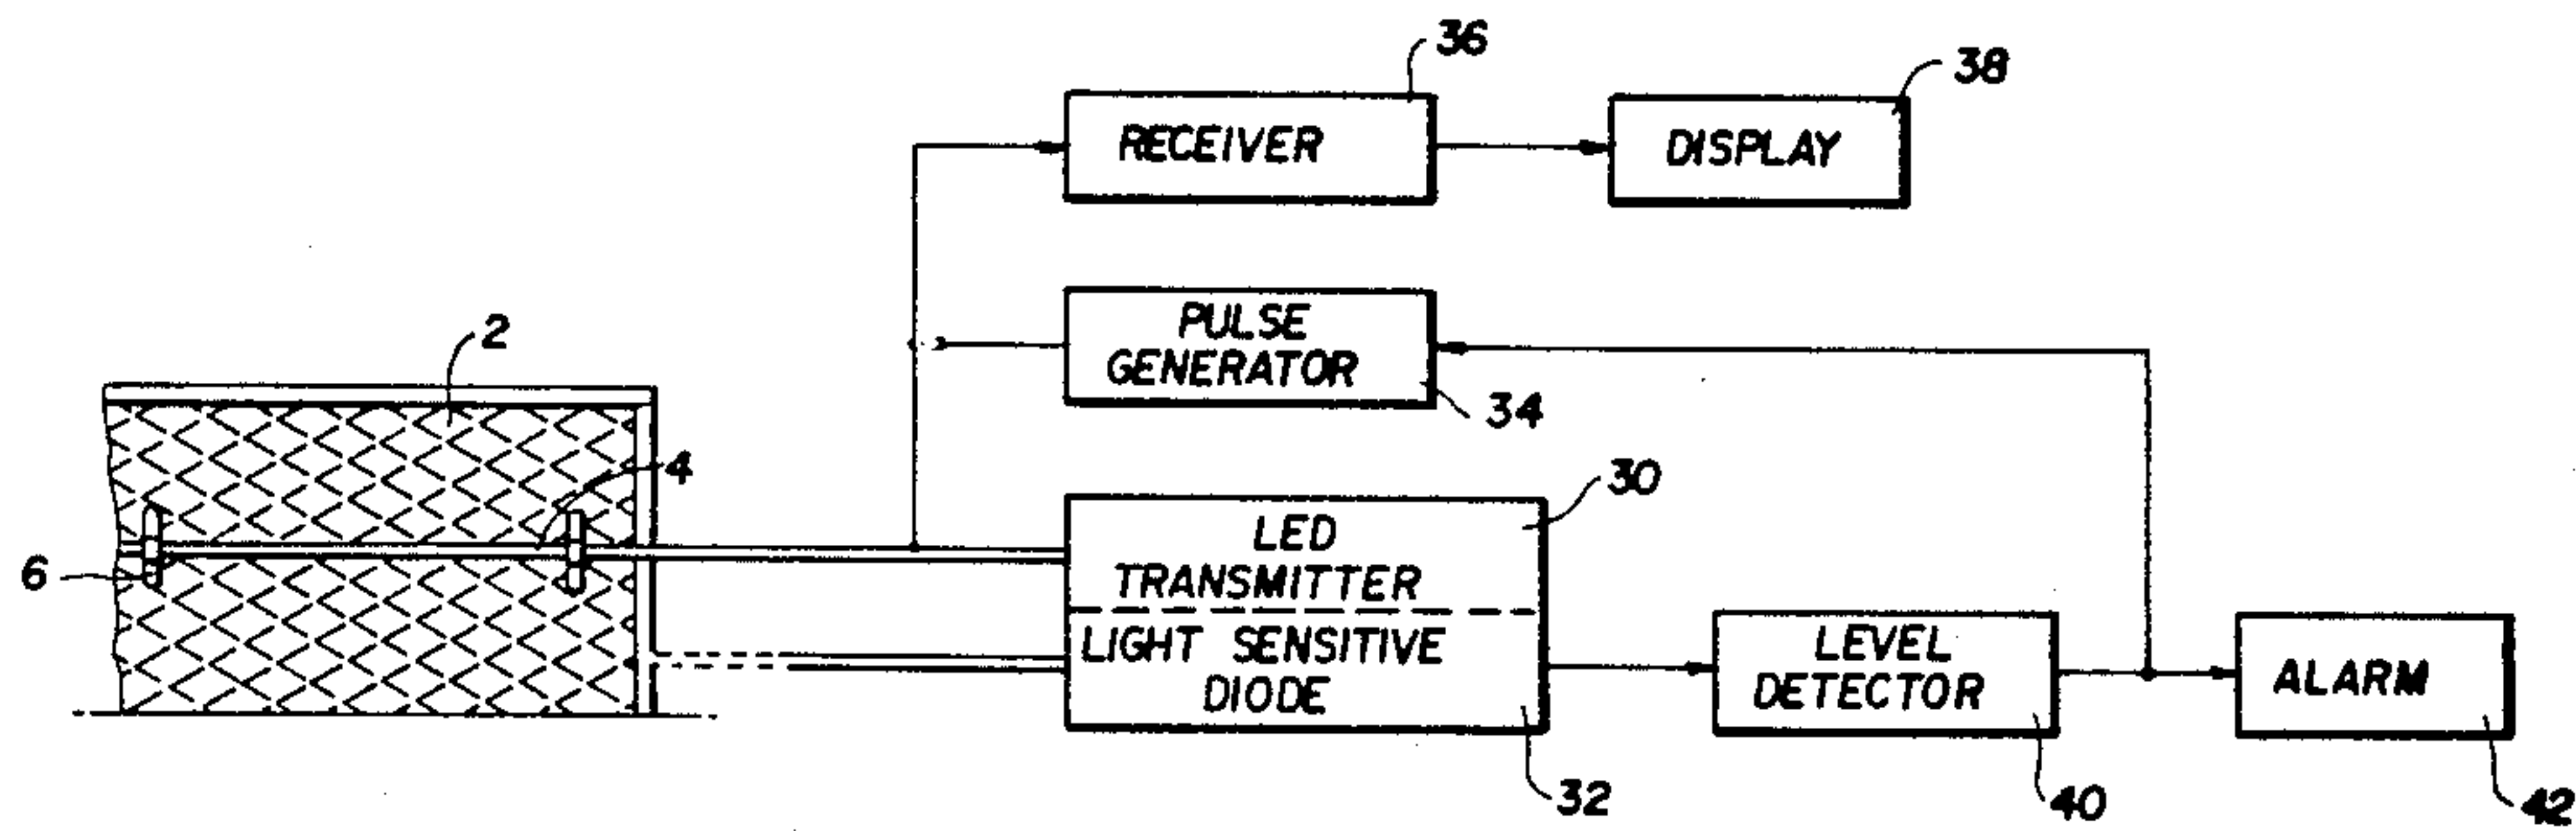 36
RECEIVER
38
DISPLAY
PULSE
GENERATOR
34
2
4
6
30
LED
TRANSMITTER
LIGHT SENSITIVE
DIODE
32
LEVEL
DETECTOR
40
ALARM
42